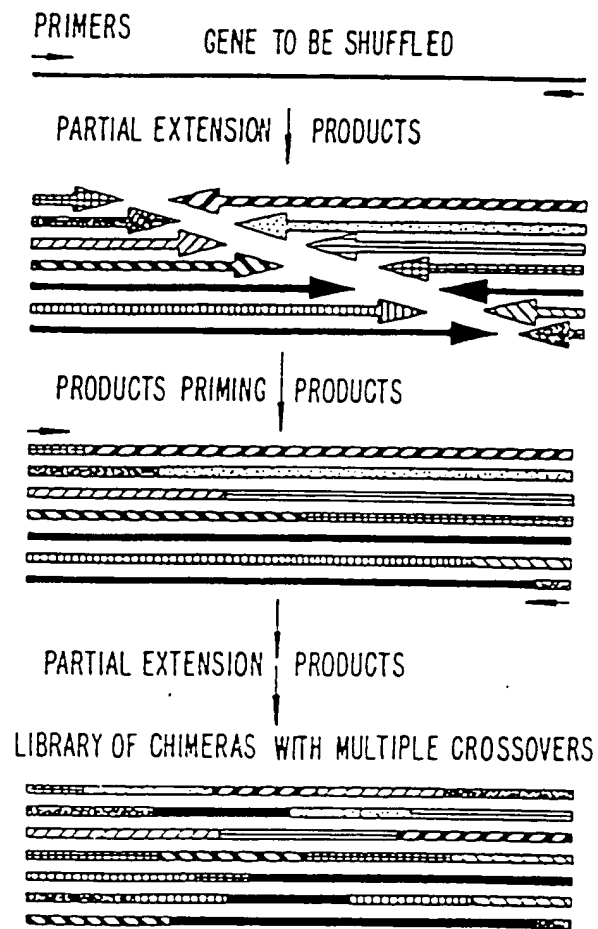 PRIMERS
GENE TO BE SHUFFLED
PARTIAL EXTENSION PRODUCTS
PRODUCTS PRIMING PRODUCTS
PARTIAL EXTENSION PRODUCTS
LIBRARY OF CHIMERAS WITH MULTIPLE CROSSOVERS